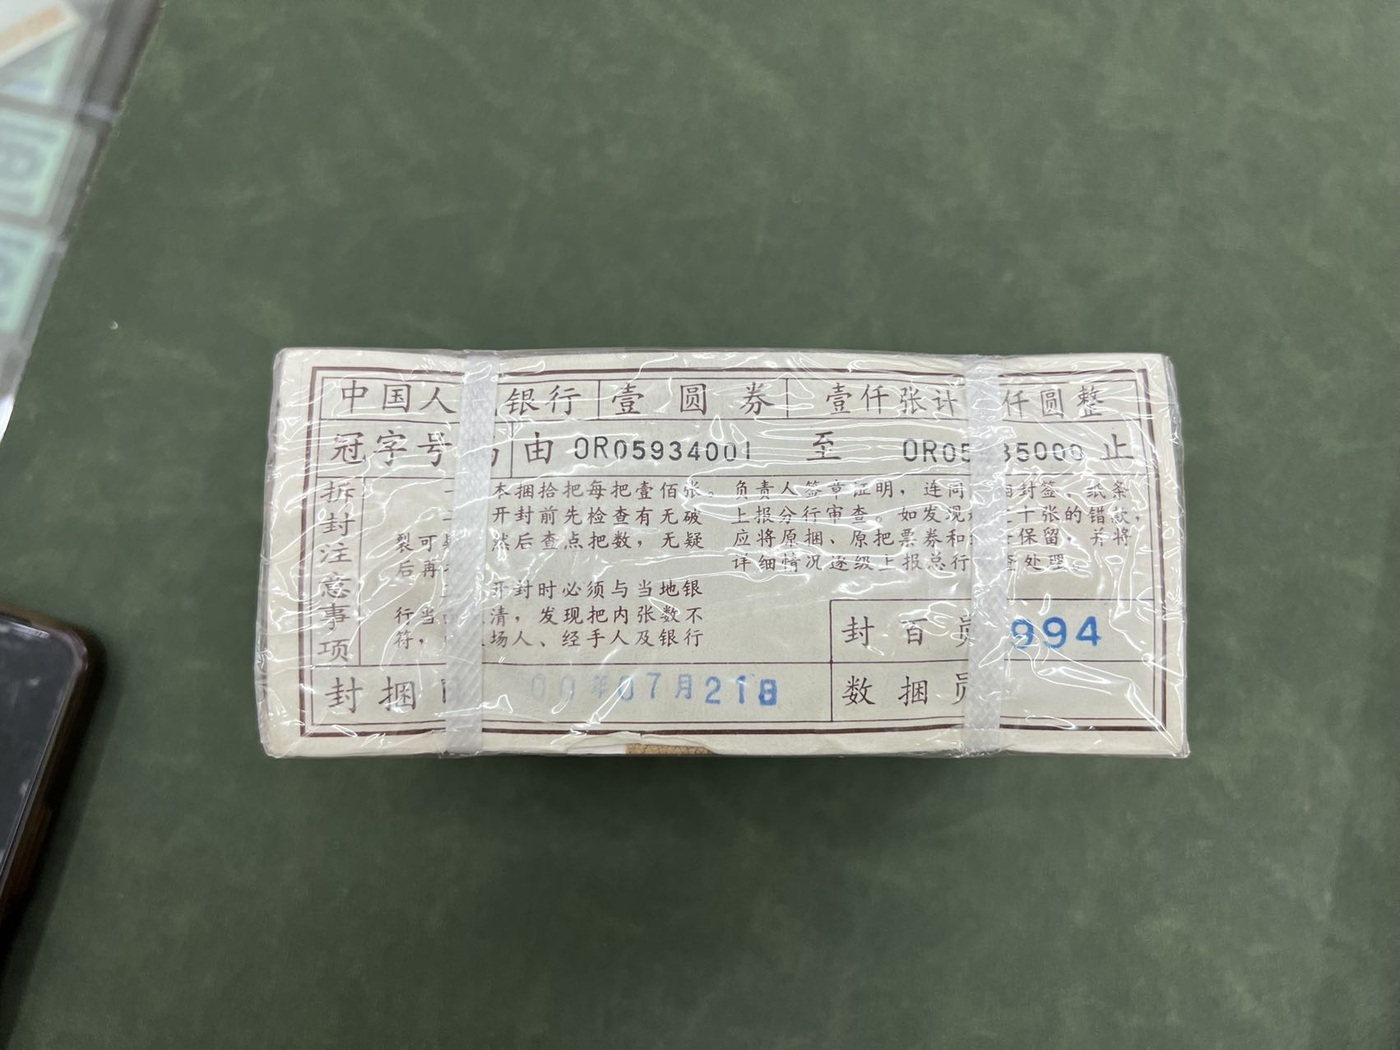 中国人 银行 壹圆券 壹仟张计 仟圆整
冠字号 由 OR05934001 至 OR05 35000 止
拆封注意事项
一 本捆拾把每把壹佰张。
开封前先检查有无破
裂可 然后查点把数，无疑
后再
开封时必须与当地银
行当 清，发现把内张数不
符， 场人、经手人及银行
负责人签章证明，连同 封签、纸条
上报分行审查。如发现 十张的错款，
应将原捆、原把票券和 保留，并将
详细情况逐级上报总行 查处理。
封百员 994
封捆 00年07月21日 数捆员